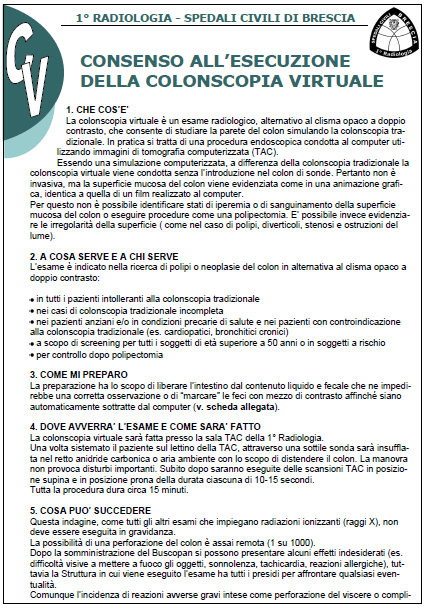 1° RADIOLOGIA - SPEDALI CIVILI DI BRESCIA
CV
CONSENSO ALL'ESECUZIONE
DELLA COLONSCOPIA VIRTUALE
1. CHE COS'E'
La colonscopia virtuale è un esame radiologico, alternativo al clisma opaco a doppio
contrasto, che consente di studiare la parete del colon simulando la colonscopia tra-
dizionale. In pratica si tratta di una procedura endoscopica condotta al computer uti-
lizzando immagini di tomografia computerizzata (TAC).
Essendo una simulazione computerizzata, a differenza della colonscopia tradizionale la
colonscopia virtuale viene condotta senza l'introduzione nel colon di sonde. Pertanto non è
invasiva, ma la superficie mucosa del colon viene evidenziata come in una animazione grafi-
ca, identica a quella di un film realizzato al computer.
Per questo non è possibile identificare stati di iperemia o di sanguinamento della superficie
mucosa del colon o eseguire procedure come una polipectomia. E' possibile invece evidenzia-
re le irregolarità della superficie ( come nel caso di polipi, diverticoli, stenosi e ostruzioni del
lume).
2. A COSA SERVE E A CHI SERVE
L'esame è indicato nella ricerca di polipi o neoplasie del colon in alternativa al clisma opaco a
doppio contrasto:
in tutti i pazienti intolleranti alla colonscopia tradizionale
nei casi di colonscopia tradizionale incompleta
nei pazienti anziani e/o in condizioni precarie di salute e nei pazienti con controindicazione
alla colonscopia tradizionale (es. cardiopatici, bronchitici cronici)
a scopo di screening per tutti i soggetti di età superiore a 50 anni o in soggetti a rischio
per controllo dopo polipectomia
3. COME MI PREPARO
La preparazione ha lo scopo di liberare l'intestino dal contenuto liquido e fecale che ne impedi-
rebbe una corretta osservazione o di "marcare" le feci con mezzo di contrasto affinché siano
automaticamente sottratte dal computer (v. scheda allegata).
4. DOVE AVVERRA' L'ESAME E COME SARA' FATTO
La colonscopia virtuale sarà fatta presso la sala TAC della 1° Radiologia.
Una volta sistemato il paziente sul lettino della TAC, attraverso una sottile sonda sarà insuffla-
ta nel retto anidride carbonica o aria ambiente con lo scopo di distendere il colon. La manovra
non provoca disturbi importanti. Subito dopo saranno eseguite delle scansioni TAC in posizio-
ne supina e in posizione prona della durata ciascuna di 10-15 secondi.
Tutta la procedura dura circa 15 minuti.
5. COSA PUO' SUCCEDERE
Questa indagine, come tutti gli altri esami che impiegano radiazioni ionizzanti (raggi X), non
deve essere eseguita in gravidanza.
La possibilità di una perforazione del colon è assai remota (1 su 1000).
Dopo la somministrazione del Buscopan si possono presentare alcuni effetti indesiderati (es.
difficoltà visive a mettere a fuoco gli oggetti, sonnolenza, tachicardia, reazioni allergiche), tut-
tavia la Struttura in cui viene eseguito l'esame ha tutti i presidi per affrontare qualsiasi even-
tualità.
Comunque l'incidenza di reazioni avverse gravi intese come perforazione del viscere o compli-